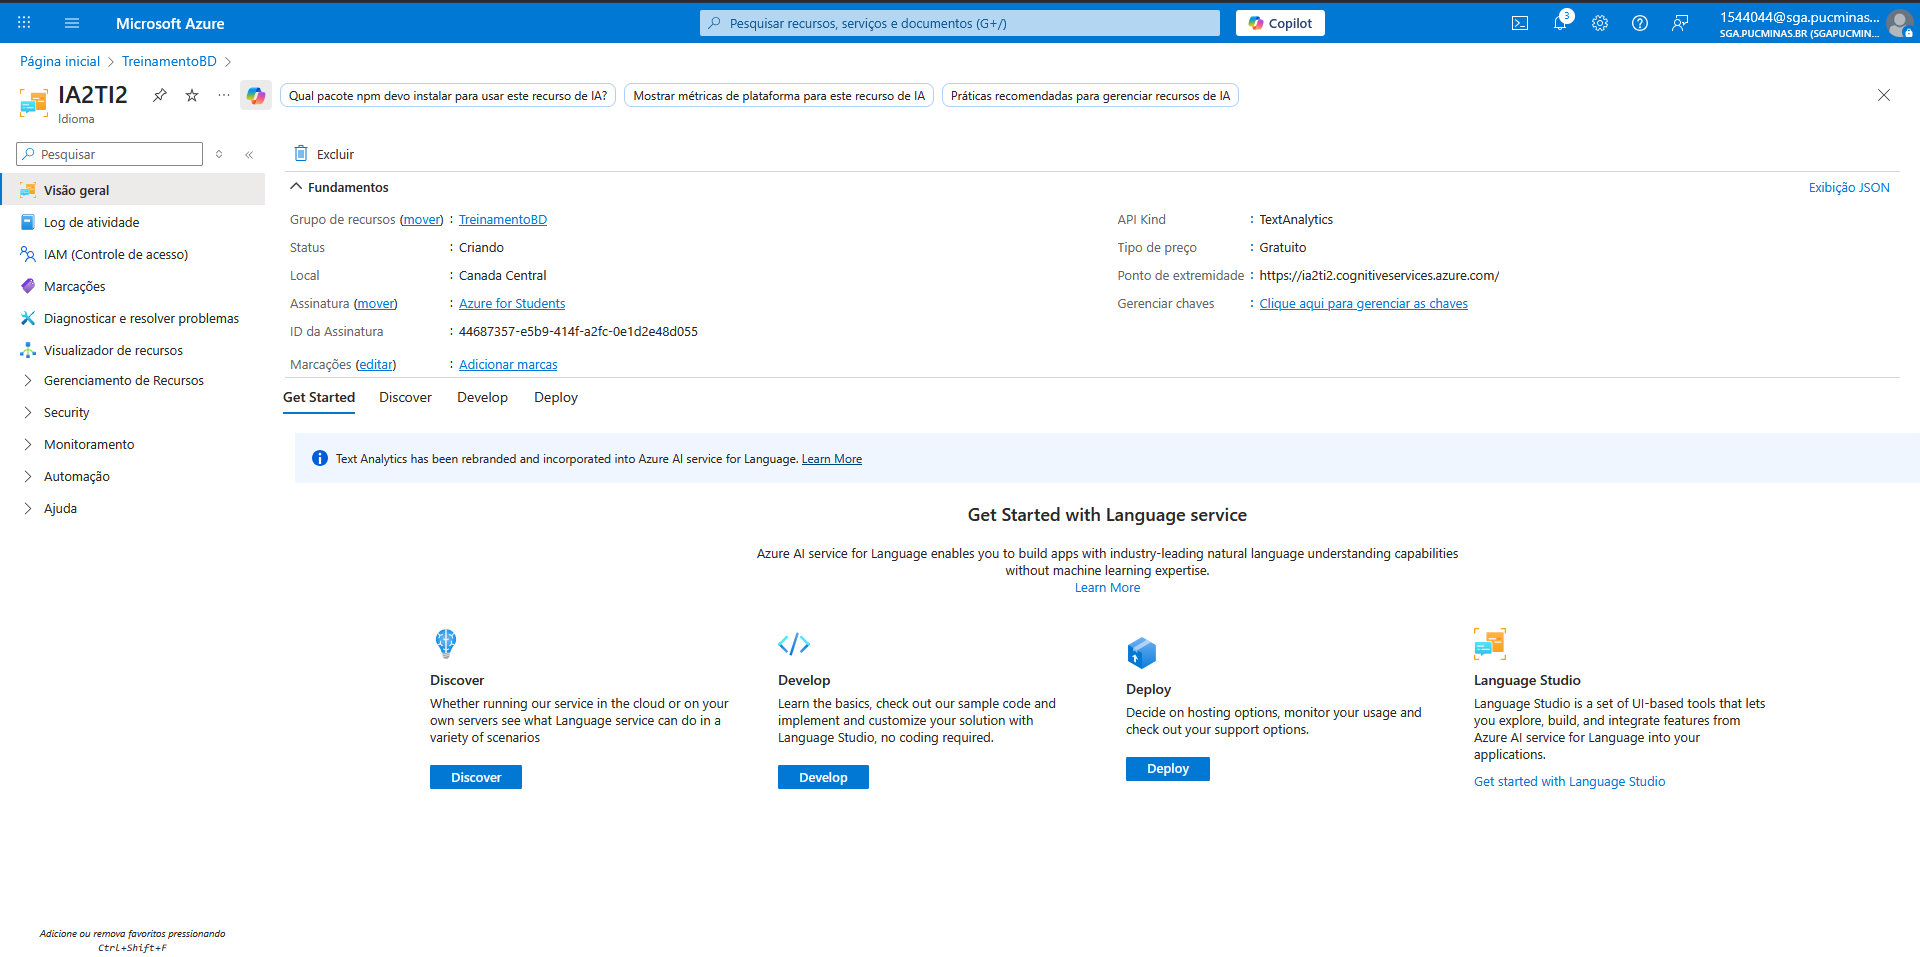 Microsoft Azure
Pesquisar recursos, serviços e documentos (G+/)
Copilot
3
1544044@sga.pucminas...
SGA.PUCMINAS.BR (SGAPUCMIN...
Página inicial
TreinamentoBD
IA2TI2
Idioma
Qual pacote npm devo instalar para usar este recurso de IA?
Mostrar métricas de plataforma para este recurso de IA
Práticas recomendadas para gerenciar recursos de IA
Pesquisar
Visão geral
Log de atividade
IAM (Controle de acesso)
Marcações
Diagnosticar e resolver problemas
Visualizador de recursos
Gerenciamento de Recursos
Security
Monitoramento
Automação
Ajuda
Adicione ou remova favoritos pressionando
Ctrl+Shift+F
Excluir
Fundamentos
Exibição JSON
Grupo de recursos (mover) : TreinamentoBD
Status : Criando
Local : Canada Central
Assinatura (mover) : Azure for Students
ID da Assinatura : 44687357-e5b9-414f-a2fc-0e1d2e48d055
Marcações (editar) : Adicionar marcas
API Kind : TextAnalytics
Tipo de preço : Gratuito
Ponto de extremidade : https://ia2ti2.cognitiveservices.azure.com/
Gerenciar chaves : Clique aqui para gerenciar as chaves
Get Started Discover Develop Deploy
Text Analytics has been rebranded and incorporated into Azure AI service for Language. Learn More
Get Started with Language service
Azure AI service for Language enables you to build apps with industry-leading natural language understanding capabilities
without machine learning expertise.
Learn More
Discover
Whether running our service in the cloud or on your
own servers see what Language service can do in a
variety of scenarios
Discover
Develop
Learn the basics, check out our sample code and
implement and customize your solution with
Language Studio, no coding required.
Develop
Deploy
Decide on hosting options, monitor your usage and
check out your support options.
Deploy
Language Studio
Language Studio is a set of UI-based tools that lets
you explore, build, and integrate features from
Azure AI service for Language into your
applications.
Get started with Language Studio